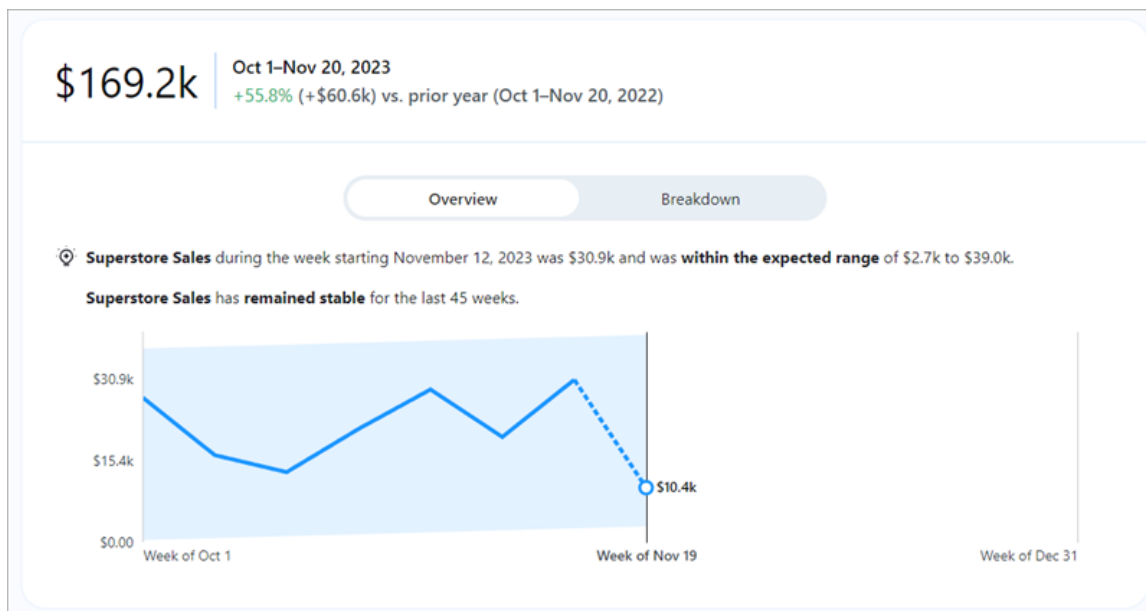 $169.2k
Oct 1–Nov 20, 2023
+55.8% (+$60.6k) vs. prior year (Oct 1–Nov 20, 2022)
Overview
Breakdown
Superstore Sales during the week starting November 12, 2023 was $30.9k and was within the expected range of $2.7k to $39.0k.
Superstore Sales has remained stable for the last 45 weeks.
$30.9k
$15.4k
$10.4k
$0.00
Week of Oct 1
Week of Nov 19
Week of Dec 31